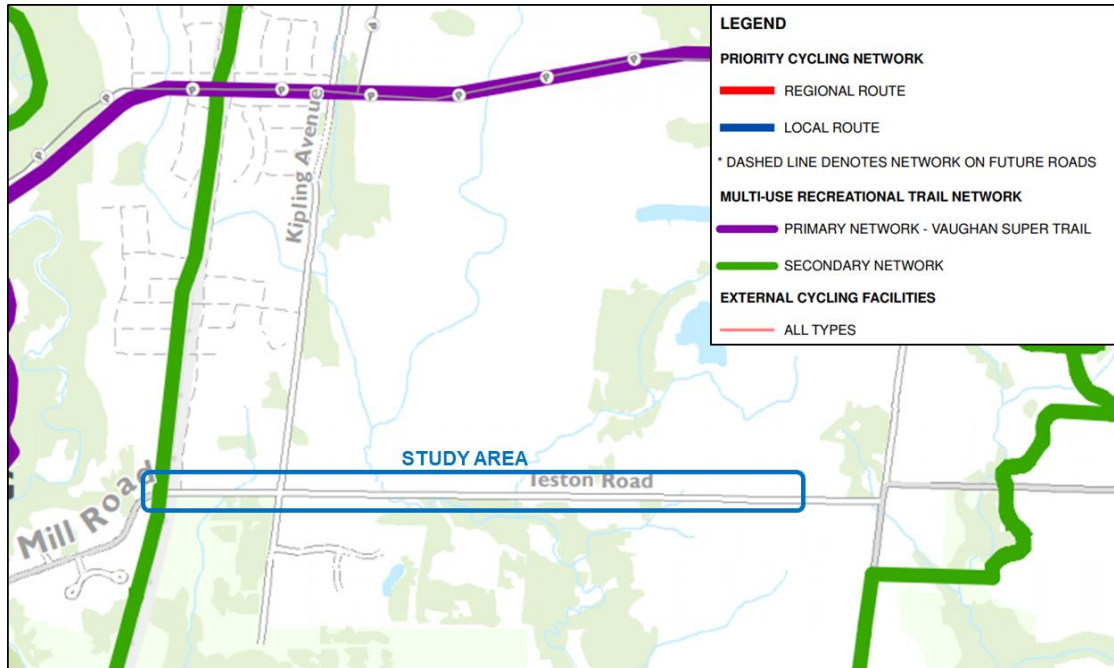 LEGEND
PRIORITY CYCLING NETWORK
REGIONAL ROUTE
LOCAL ROUTE
* DASHED LINE DENOTES NETWORK ON FUTURE ROADS
MULTI-USE RECREATIONAL TRAIL NETWORK
PRIMARY NETWORK - VAUGHAN SUPER TRAIL
SECONDARY NETWORK
EXTERNAL CYCLING FACILITIES
ALL TYPES
P
P
P
P
P
P
P
P
P
P
Kipling Avenue
STUDY AREA
Teston Road
Mill Road